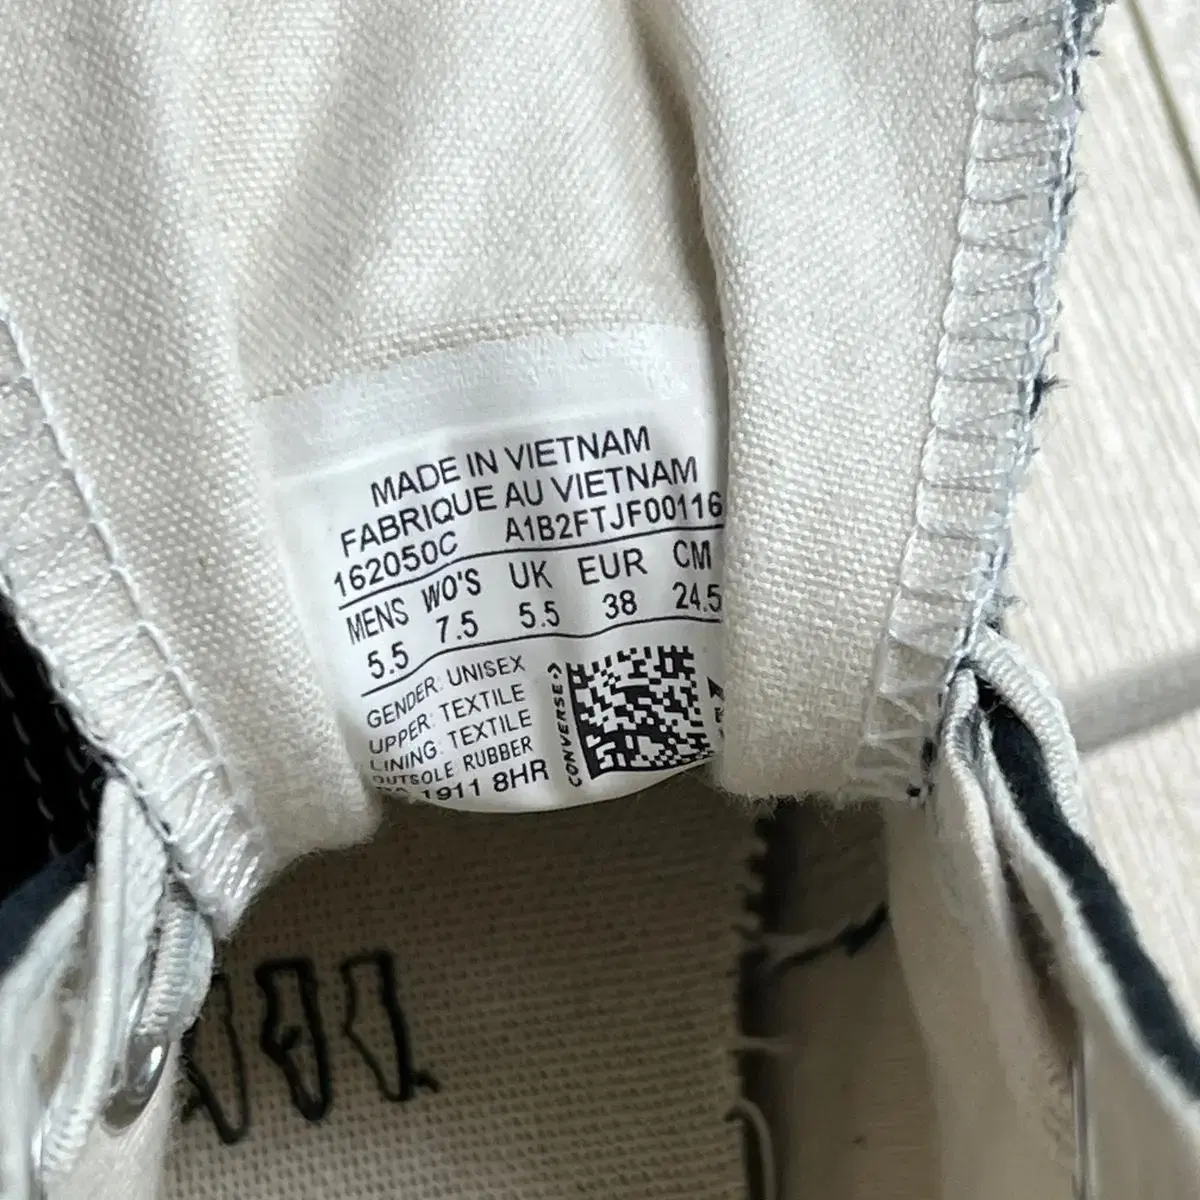 MADE IN VIETNAM
FABRIQUE AU VIETNAM
162050C A1B2FTJF00116
MENS WO'S UK EUR CM
5.5 7.5 5.5 38 24.5
GENDER: UNISEX
UPPER: TEXTILE
LINING: TEXTILE
OUTSOLE RUBBER
1911 8HR
CONVERSE